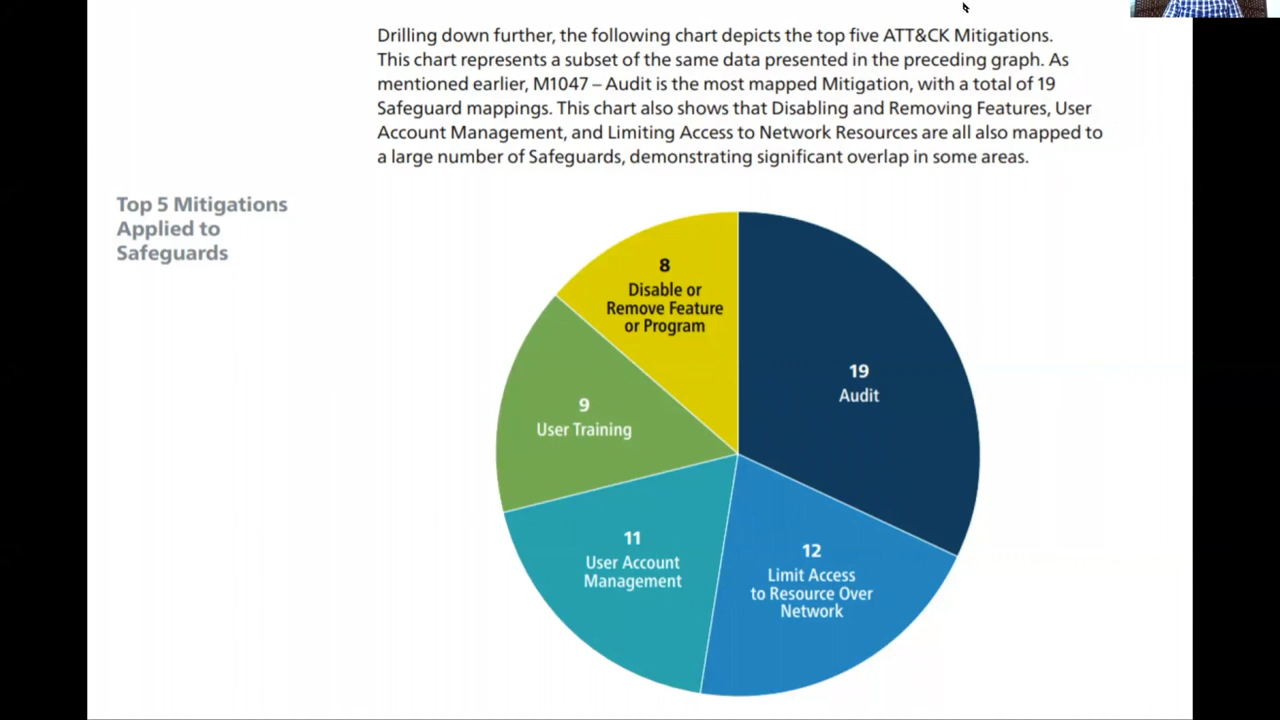 Drilling down further, the following chart depicts the top five ATT&CK Mitigations.
This chart represents a subset of the same data presented in the preceding graph. As
mentioned earlier, M1047 – Audit is the most mapped Mitigation, with a total of 19
Safeguard mappings. This chart also shows that Disabling and Removing Features, User
Account Management, and Limiting Access to Network Resources are all also mapped to
a large number of Safeguards, demonstrating significant overlap in some areas.
Top 5 Mitigations
Applied to
Safeguards
8
Disable or
Remove Feature
or Program
19
Audit
9
User Training
11
User Account
Management
12
Limit Access
to Resource Over
Network